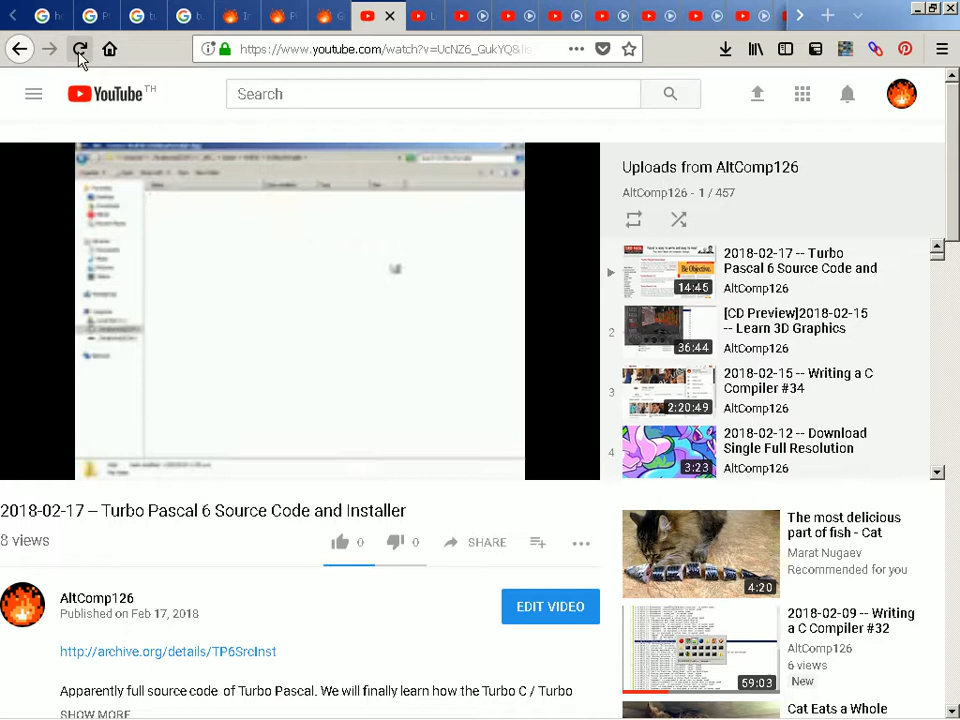 https://www.youtube.com/watch?v=UcNZ6_GukYQ&lis
YouTube TH
Search
Uploads from AltComp126
AltComp126 - 1 / 457
2018-02-17 -- Turbo
Pascal 6 Source Code and
AltComp126
14:45
Be Objective.
2
[CD Preview]2018-02-15
-- Learn 3D Graphics
AltComp126
36:44
3
2018-02-15 -- Writing a C
Compiler #34
AltComp126
2:20:49
4
2018-02-12 -- Download
Single Full Resolution
AltComp126
3:23
2018-02-17 -- Turbo Pascal 6 Source Code and Installer
8 views
0
0
SHARE
AltComp126
Published on Feb 17, 2018
EDIT VIDEO
http://archive.org/details/TP6SrcInst
Apparently full source code of Turbo Pascal. We will finally learn how the Turbo C / Turbo
SHOW MORE
The most delicious
part of fish - Cat
Marat Nugaev
Recommended for you
4:20
2018-02-09 -- Writing
a C Compiler #32
AltComp126
6 views
New
59:03
Cat Eats a Whole